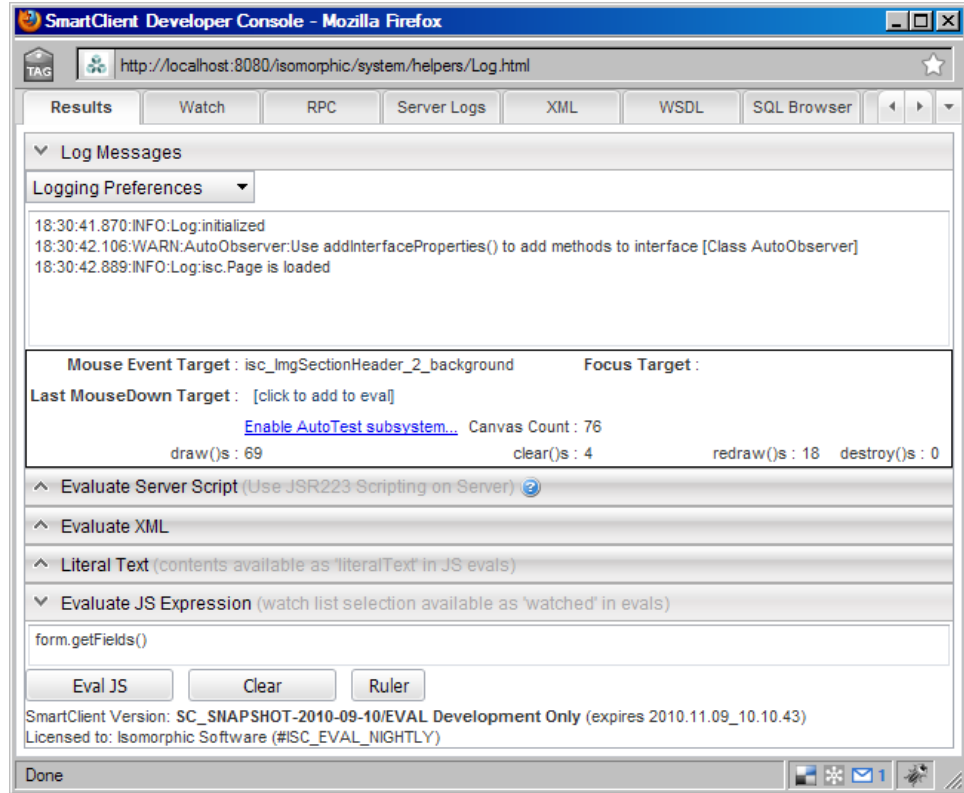 SmartClient Developer Console - Mozilla Firefox
TAG http://localhost:8080/isomorphic/system/helpers/Log.html
Results Watch RPC Server Logs XML WSDL SQL Browser
Log Messages
Logging Preferences
18:30:41.870:INFO:Log:initialized
18:30:42.106:WARN:AutoObserver:Use addInterfaceProperties() to add methods to interface [Class AutoObserver]
18:30:42.889:INFO:Log:isc.Page is loaded
Mouse Event Target : isc_ImgSectionHeader_2_background Focus Target :
Last MouseDown Target : [click to add to eval]
Enable AutoTest subsystem... Canvas Count : 76
draw()s : 69 clear()s : 4 redraw()s : 18 destroy()s : 0
Evaluate Server Script (Use JSR223 Scripting on Server) ?
Evaluate XML
Literal Text (contents available as 'literalText' in JS evals)
Evaluate JS Expression (watch list selection available as 'watched' in evals)
form.getFields()
Eval JS Clear Ruler
SmartClient Version: SC_SNAPSHOT-2010-09-10/EVAL Development Only (expires 2010.11.09_10.10.43)
Licensed to: Isomorphic Software (#ISC_EVAL_NIGHTLY)
Done 1